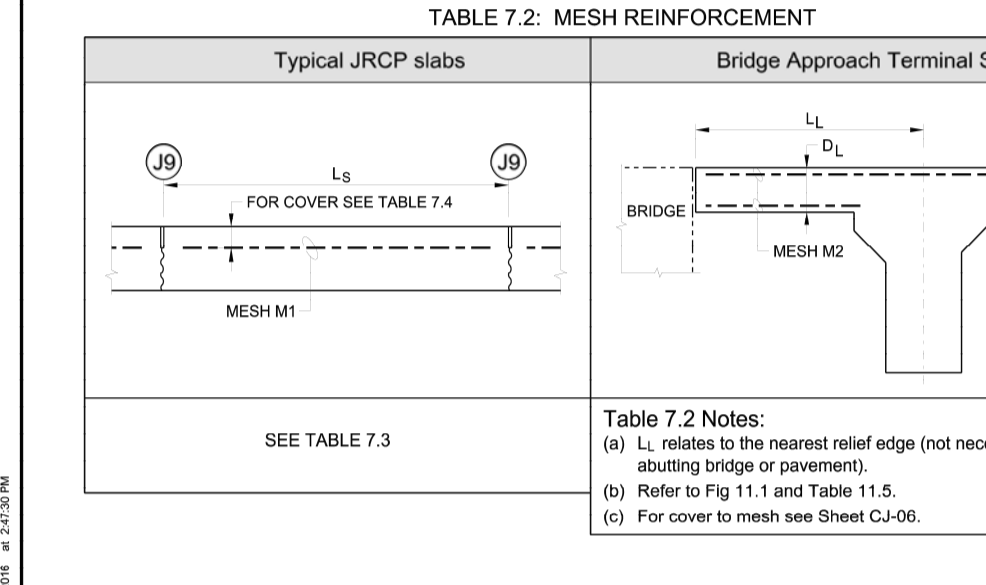 TABLE 7.2: MESH REINFORCEMENT
Typical JRCP slabs
Bridge Approach Terminal
J9
J9
LS
FOR COVER SEE TABLE 7.4
MESH M1
LL
DL
BRIDGE
MESH M2
SEE TABLE 7.3
Table 7.2 Notes:
(a) LL relates to the nearest relief edge (not
abutting bridge or pavement).
(b) Refer to Fig 11.1 and Table 11.5.
(c) For cover to mesh see Sheet CJ-06.
016 at 2:47:30 PM